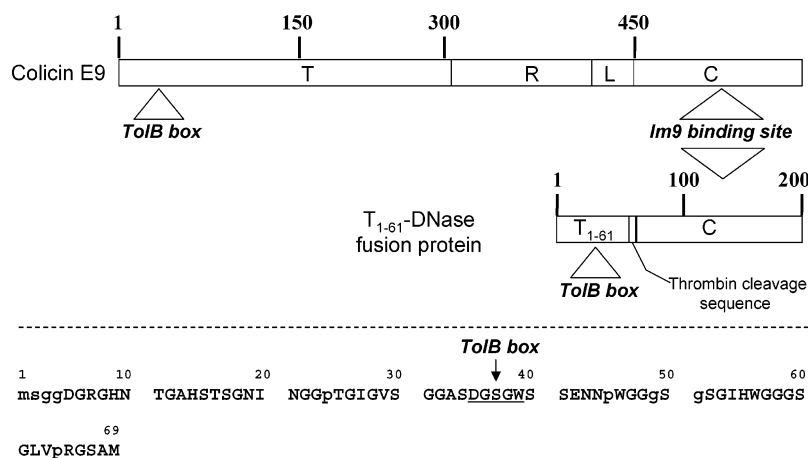 1 150 300 450
Colicin E9 T R L C
TolB box Im9 binding site
1 100 200
T1-61-DNase
fusion protein
T1-61 C
TolB box Thrombin cleavage
sequence
TolB box
1 10 20 30 40 50 60
msggDGRGHN TGAHSTSGNI NGGpTGIGVS GGASDGSGWS SENNpWGGgS gSGIHWGGGS
69
GLVpRGSAM